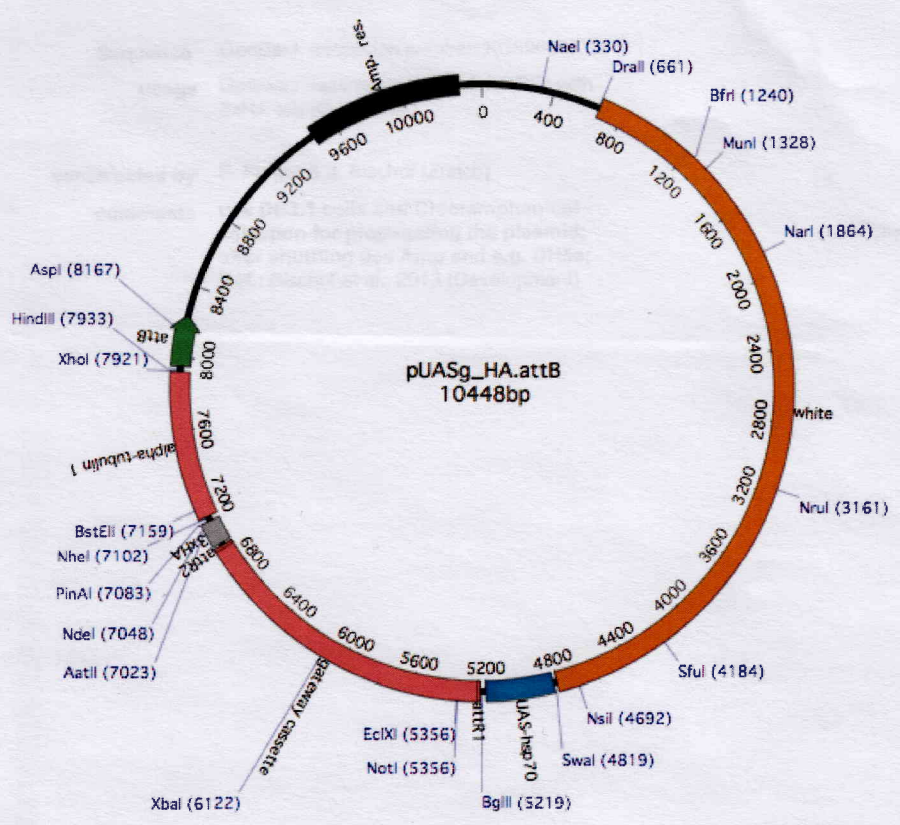 Amp. res.
NaeI (330)
DraII (661)
BfrI (1240)
MunI (1328)
NarI (1864)
white
NruI (3161)
SfuI (4184)
NsiI (4692)
SwaI (4819)
UAS-hsp70
BglII (5219)
attR1
EclXI (5356)
NotI (5356)
gateway cassette
XbaI (6122)
AatII (7023)
NdeI (7048)
PinAI (7083)
NheI (7102)
BstEII (7159)
attR2
3xHA
alpha-tubulin 1
XhoI (7921)
HindIII (7933)
AspI (8167)
attB
0
400
800
1200
1600
2000
2400
2800
3200
3600
4000
4400
4800
5200
5600
6000
6400
6800
7200
7600
8000
8400
8800
9200
9600
10000
pUASg_HA.attB
10448bp